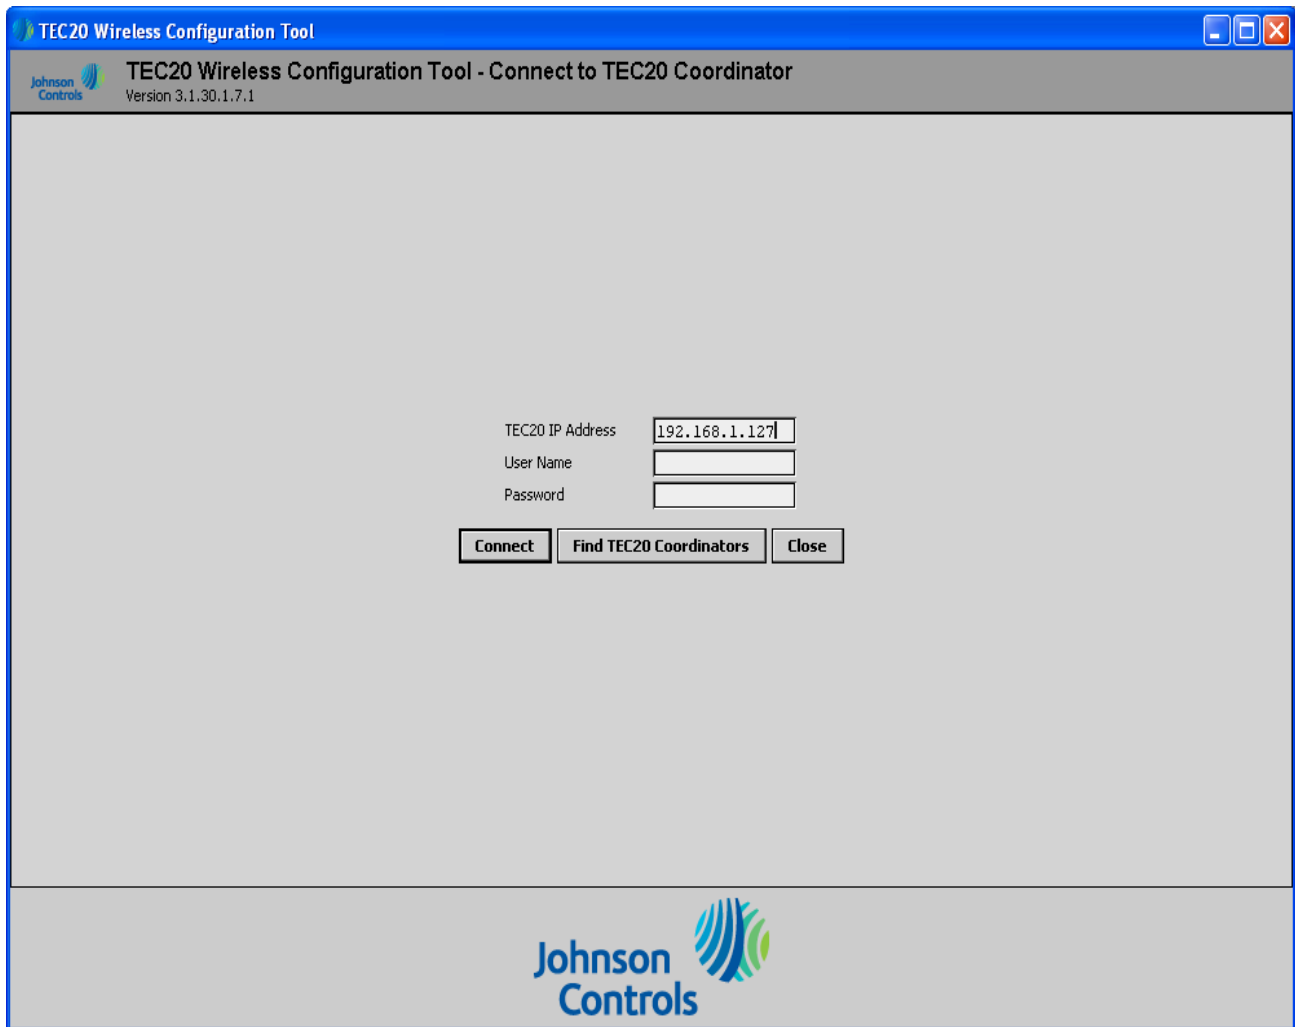 TEC20 Wireless Configuration Tool
Johnson
Controls
TEC20 Wireless Configuration Tool - Connect to TEC20 Coordinator
Version 3.1.30.1.7.1
TEC20 IP Address 192.168.1.127
User Name
Password
Connect Find TEC20 Coordinators Close
Johnson
Controls